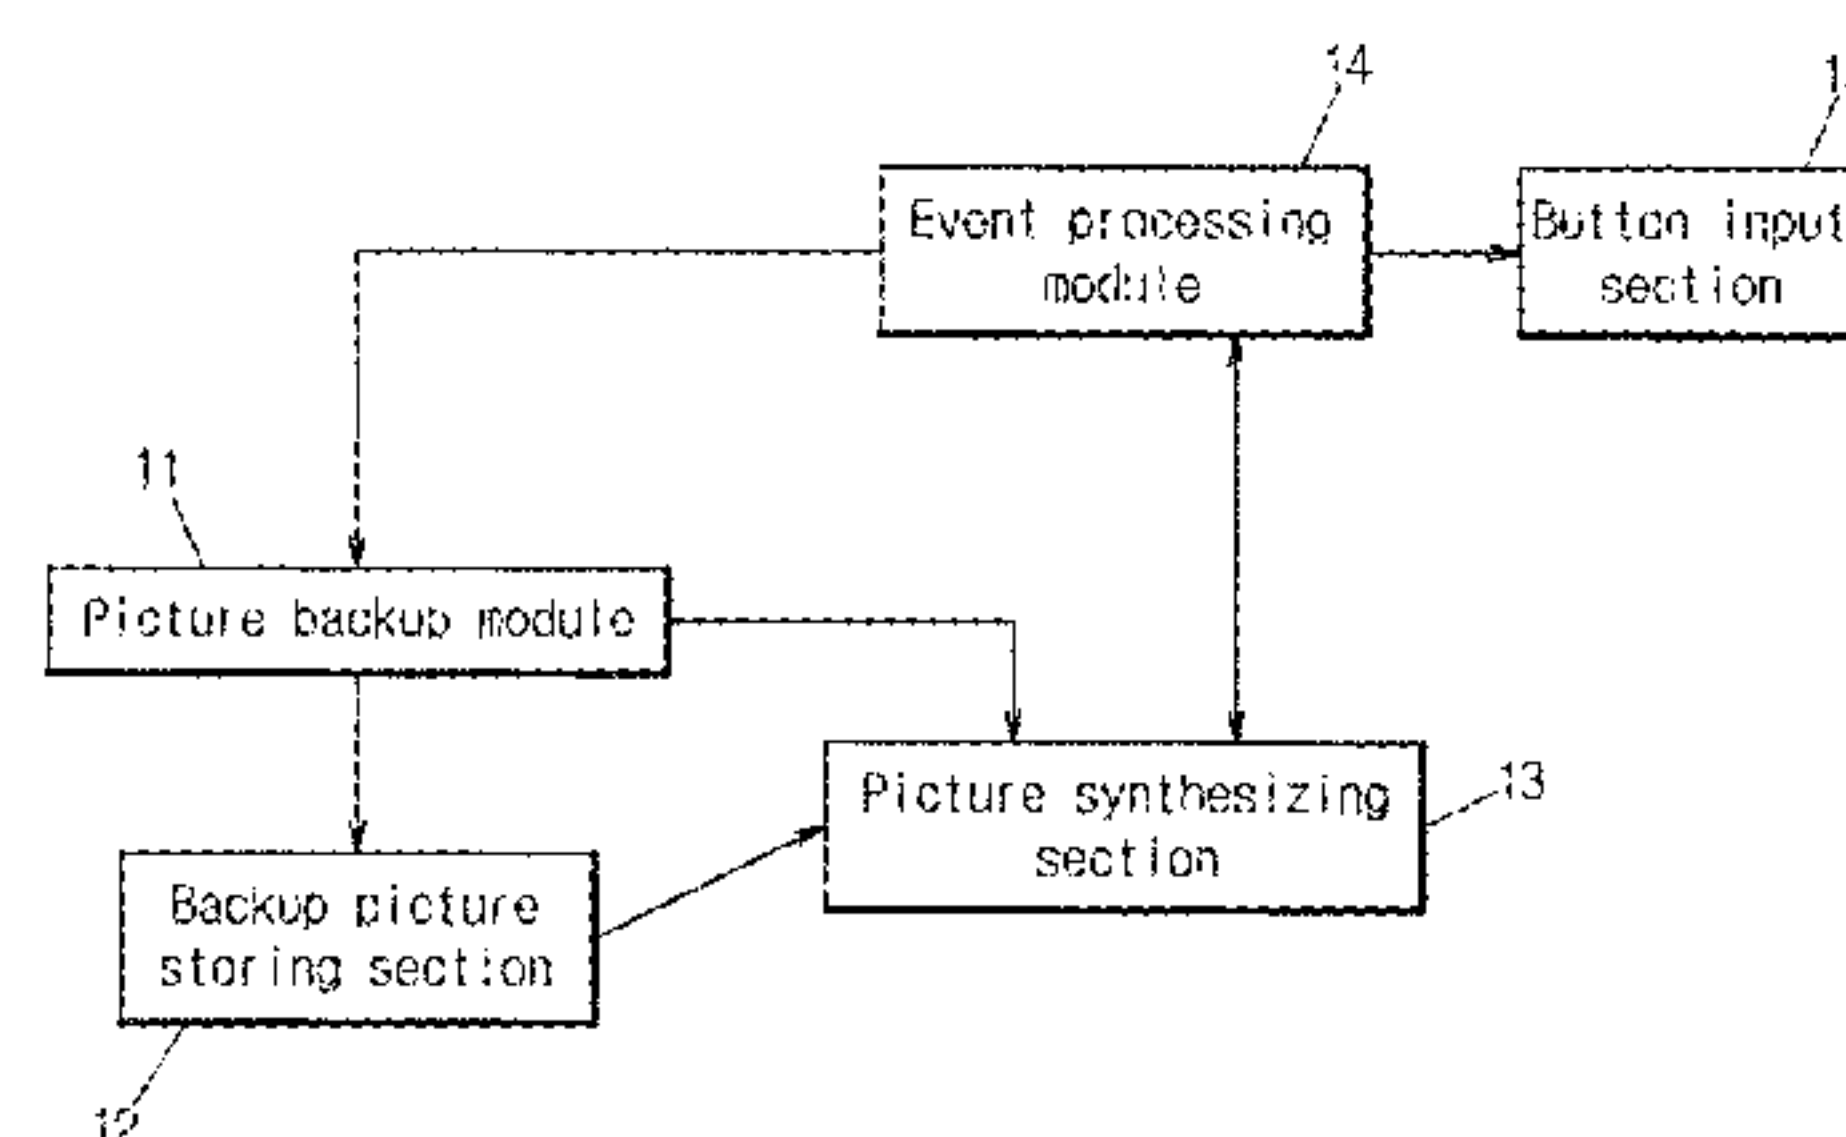 14
Event processing
module
Button input
section
11
Picture backup module
Picture synthesizing
section
13
Backup picture
storing section
12